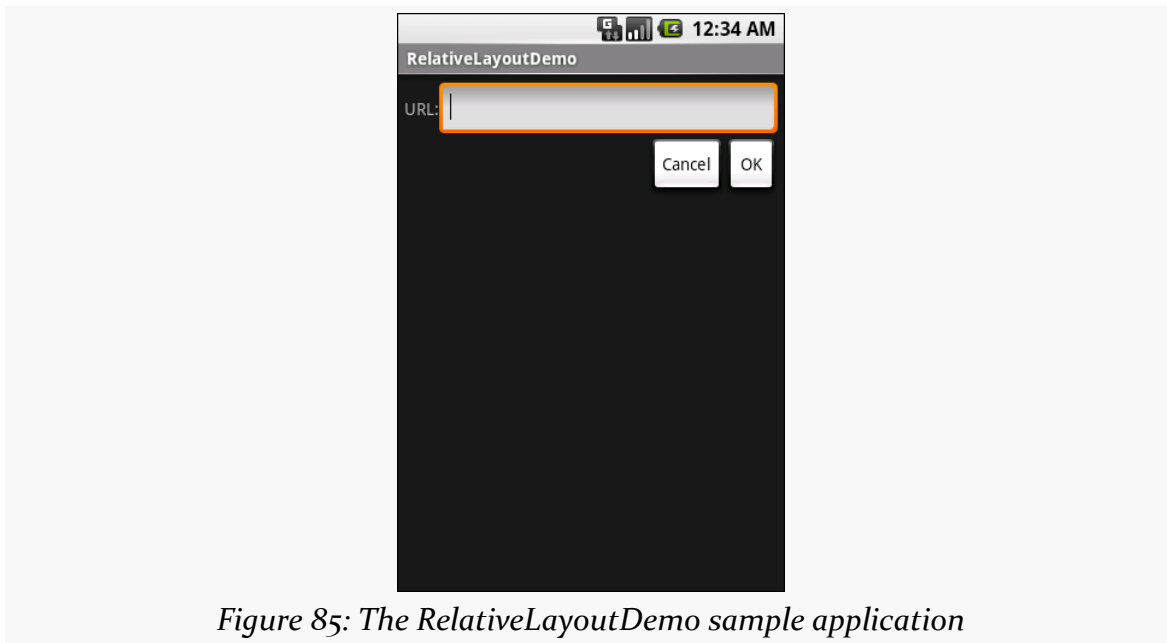 12:34 AM
RelativeLayoutDemo
URL:
Cancel OK
Figure 85: The RelativeLayoutDemo sample application